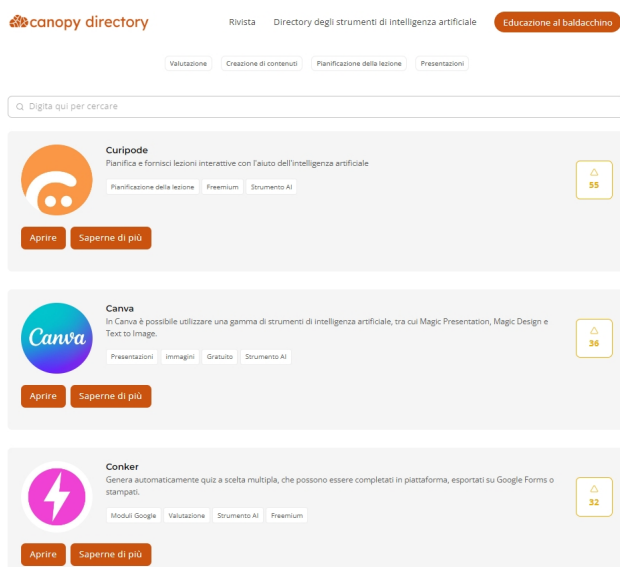 canopy directory
Rivista Directory degli strumenti di intelligenza artificiale Educazione al baldacchino
Valutazione Creazione di contenuti Pianificazione della lezione Presentazioni
Digita qui per cercare
Curipode
Pianifica e fornisci lezioni interattive con l'aiuto dell'intelligenza artificiale
Pianificazione della lezione Freemium Strumento AI
55
Aprire Saperne di più
Canva
Canva
In Canva è possibile utilizzare una gamma di strumenti di intelligenza artificiale, tra cui Magic Presentation, Magic Design e
Text to Image.
Presentazioni Immagini Gratuito Strumento AI
36
Aprire Saperne di più
Conker
Genera automaticamente quiz a scelta multipla, che possono essere completati in piattaforma, esportati su Google Forms o
stampati.
Moduli Google Valutazione Strumento AI Freemium
32
Aprire Saperne di più